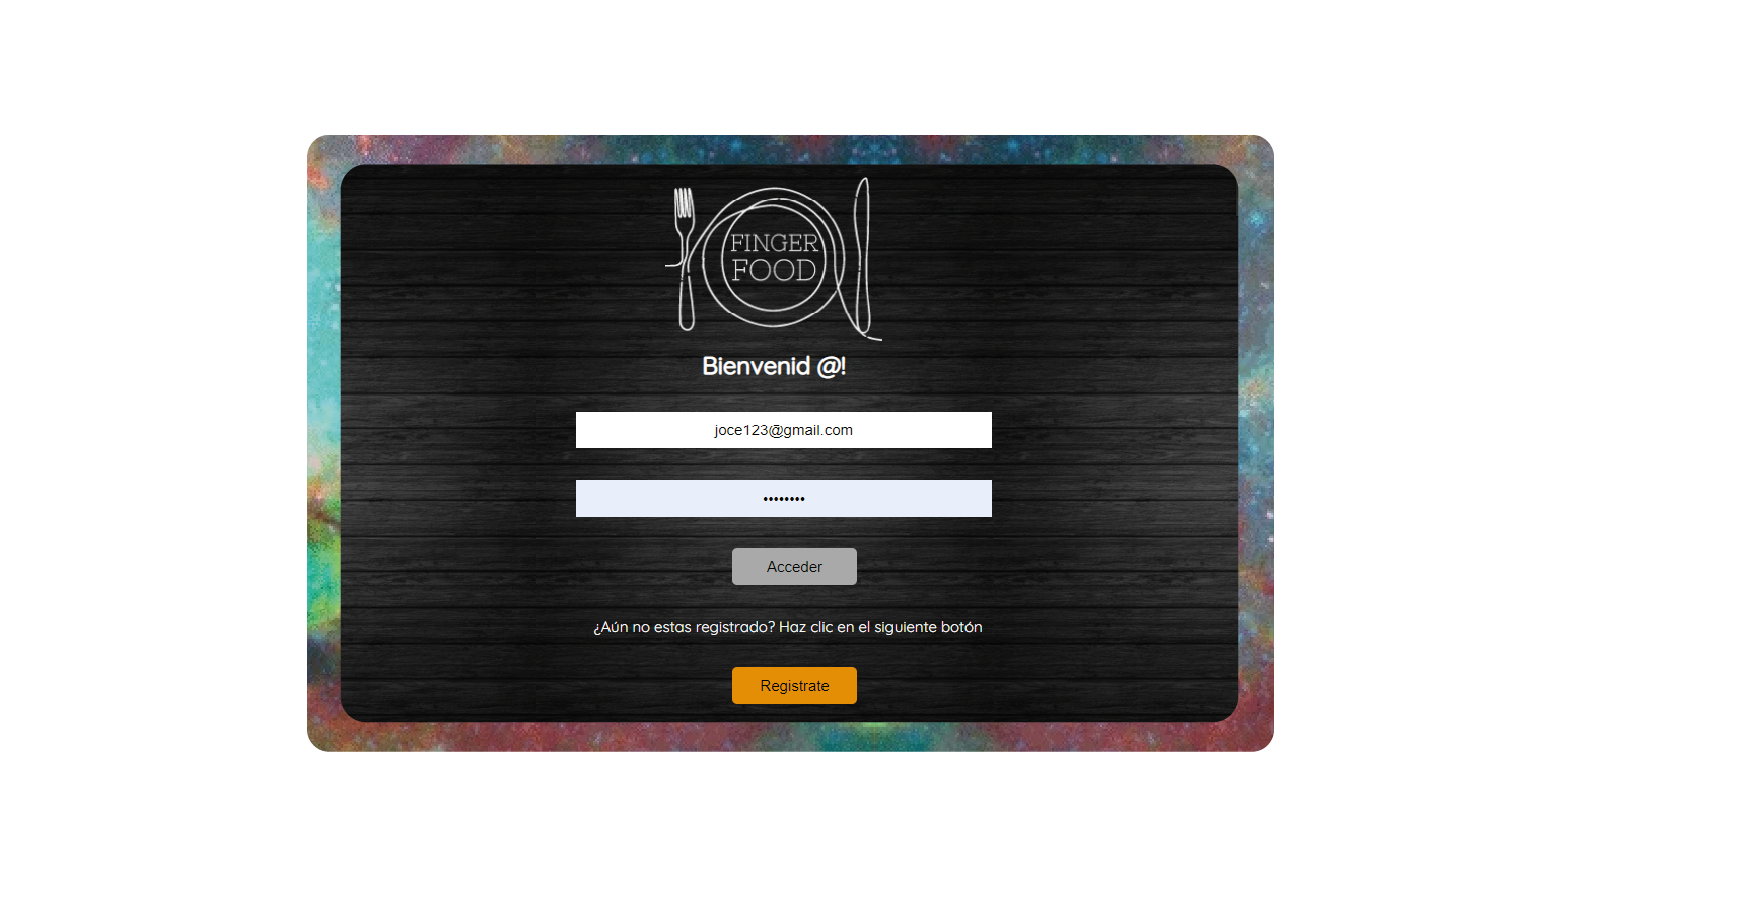 FINGER
FOOD
Bienvenid @!
joce123@gmail.com
••••••••
Acceder
¿Aún no estas registrado? Haz clic en el siguiente botón
Registrate